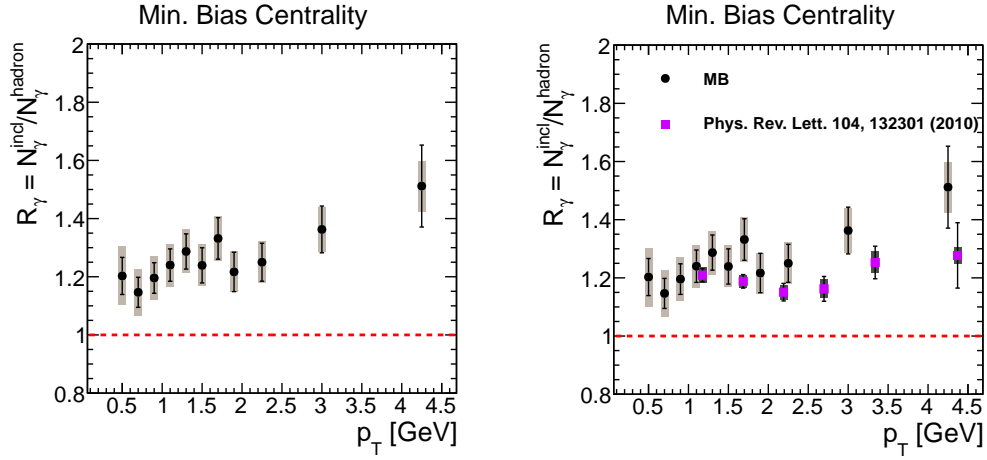 Min. Bias Centrality
R_γ = N_γ^incl/N_γ^hadron
2
1.8
1.6
1.4
1.2
1
0.8
0.5 1 1.5 2 2.5 3 3.5 4 4.5
p_T [GeV]
Min. Bias Centrality
R_γ = N_γ^incl/N_γ^hadron
2
1.8
1.6
1.4
1.2
1
0.8
MB
Phys. Rev. Lett. 104, 132301 (2010)
0.5 1 1.5 2 2.5 3 3.5 4 4.5
p_T [GeV]